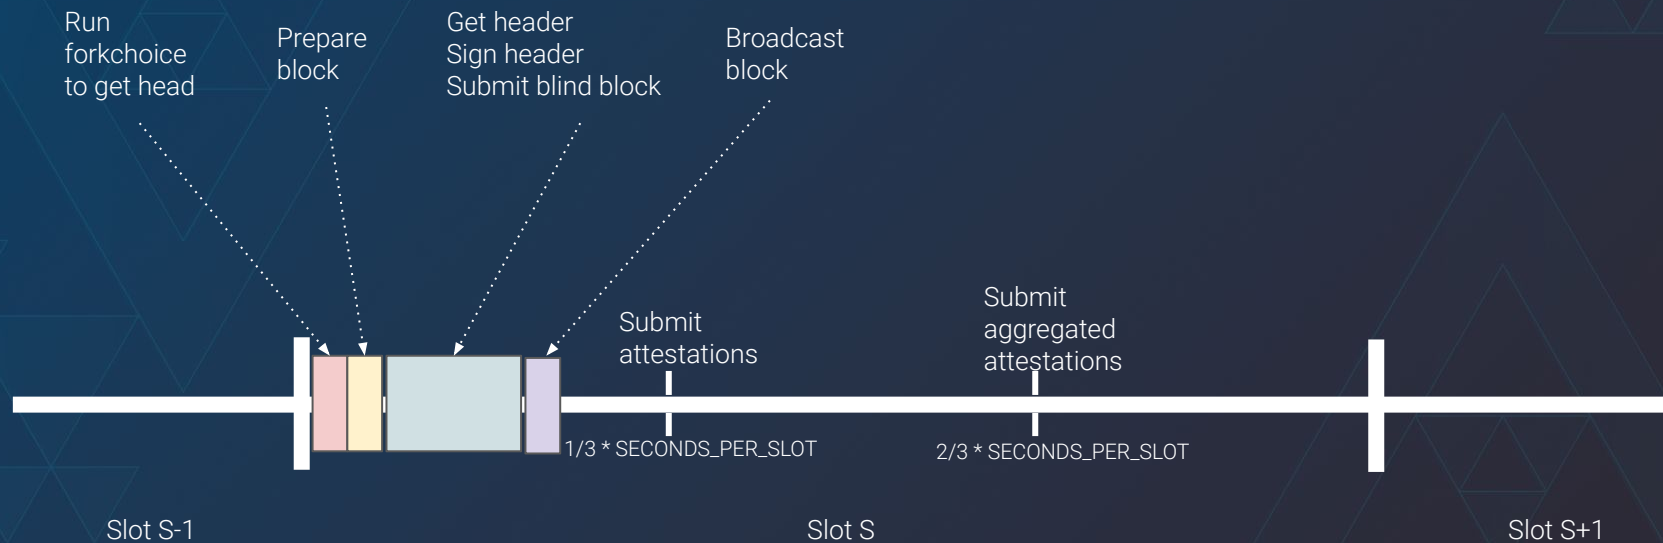 Run
forkchoice
to get head
Prepare
block
Get header
Sign header
Submit blind block
Broadcast
block
Submit
attestations
Submit
aggregated
attestations
1/3 * SECONDS_PER_SLOT
2/3 * SECONDS_PER_SLOT
Slot S-1
Slot S
Slot S+1